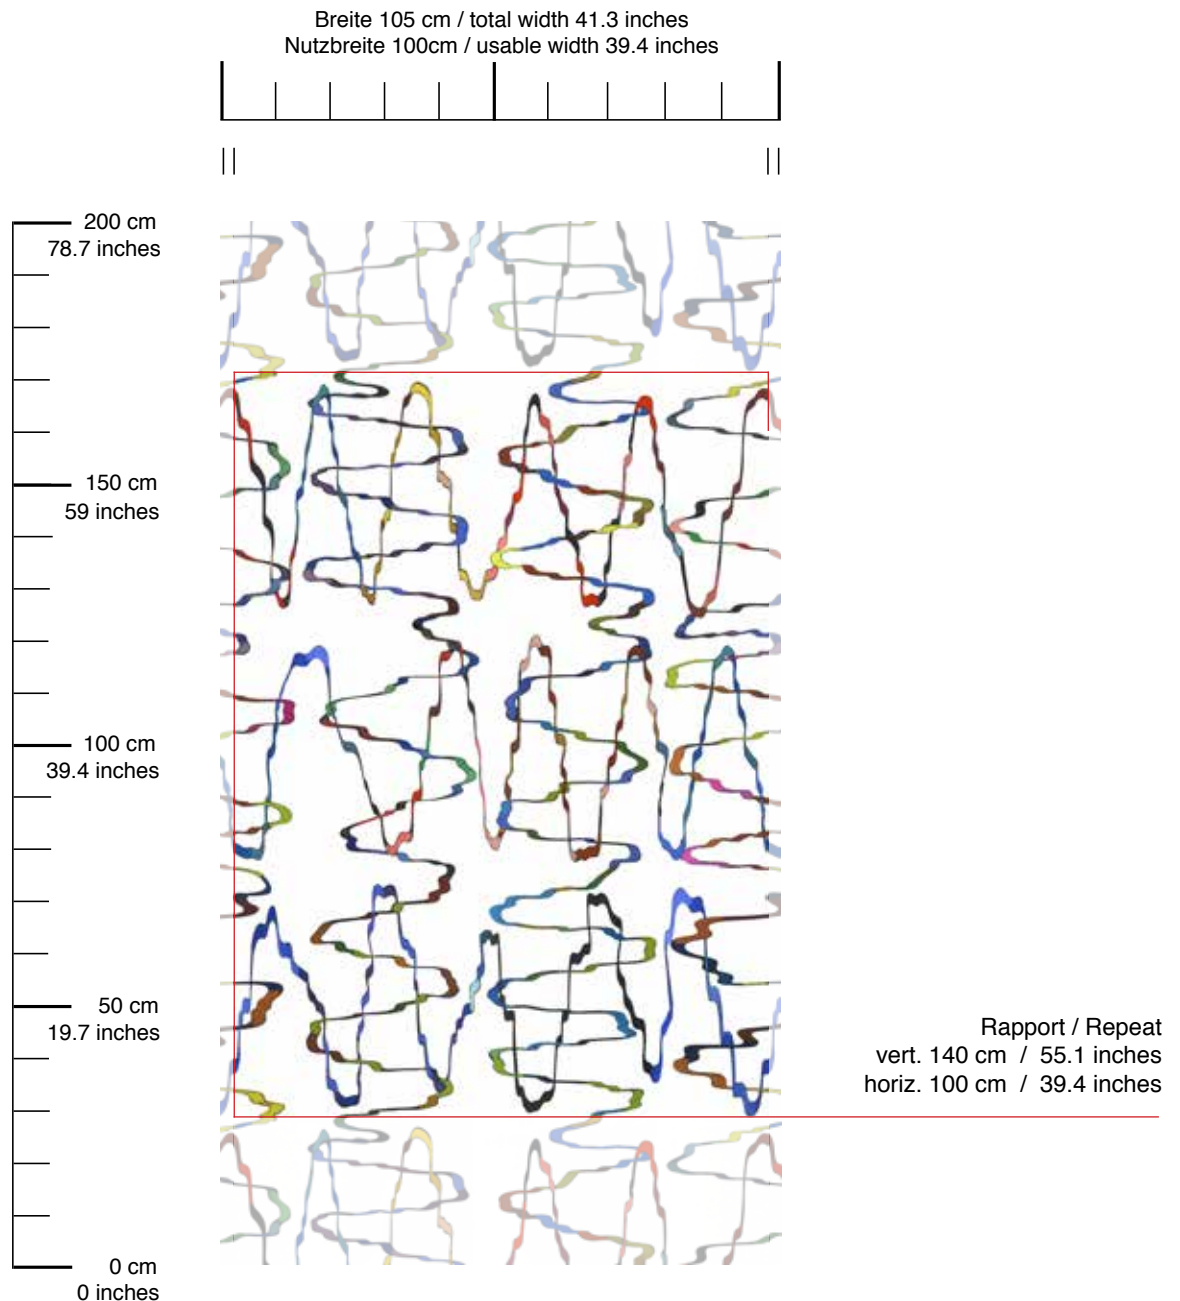 Breite 105 cm / total width 41.3 inches
Nutzbreite 100cm / usable width 39.4 inches
200 cm
78.7 inches
150 cm
59 inches
100 cm
39.4 inches
50 cm
19.7 inches
Rapport / Repeat
vert. 140 cm / 55.1 inches
horiz. 100 cm / 39.4 inches
0 cm
0 inches